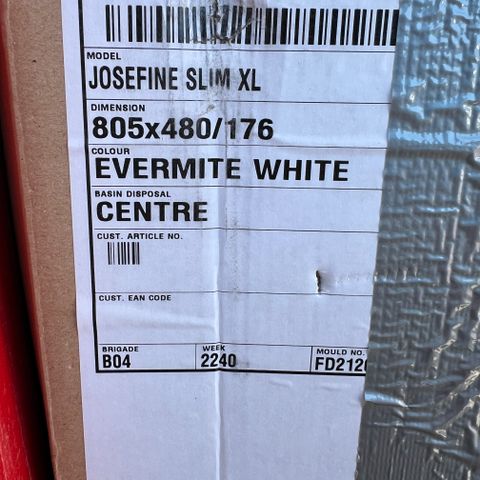 MODEL
JOSEFINE SLIM XL
DIMENSION
805x480/176
COLOUR
EVERMITE WHITE
BASIN DISPOSAL
CENTRE
CUST. ARTICLE NO.
CUST. EAN CODE
BRIGADE WEEK MOULD NO.
B04 2240